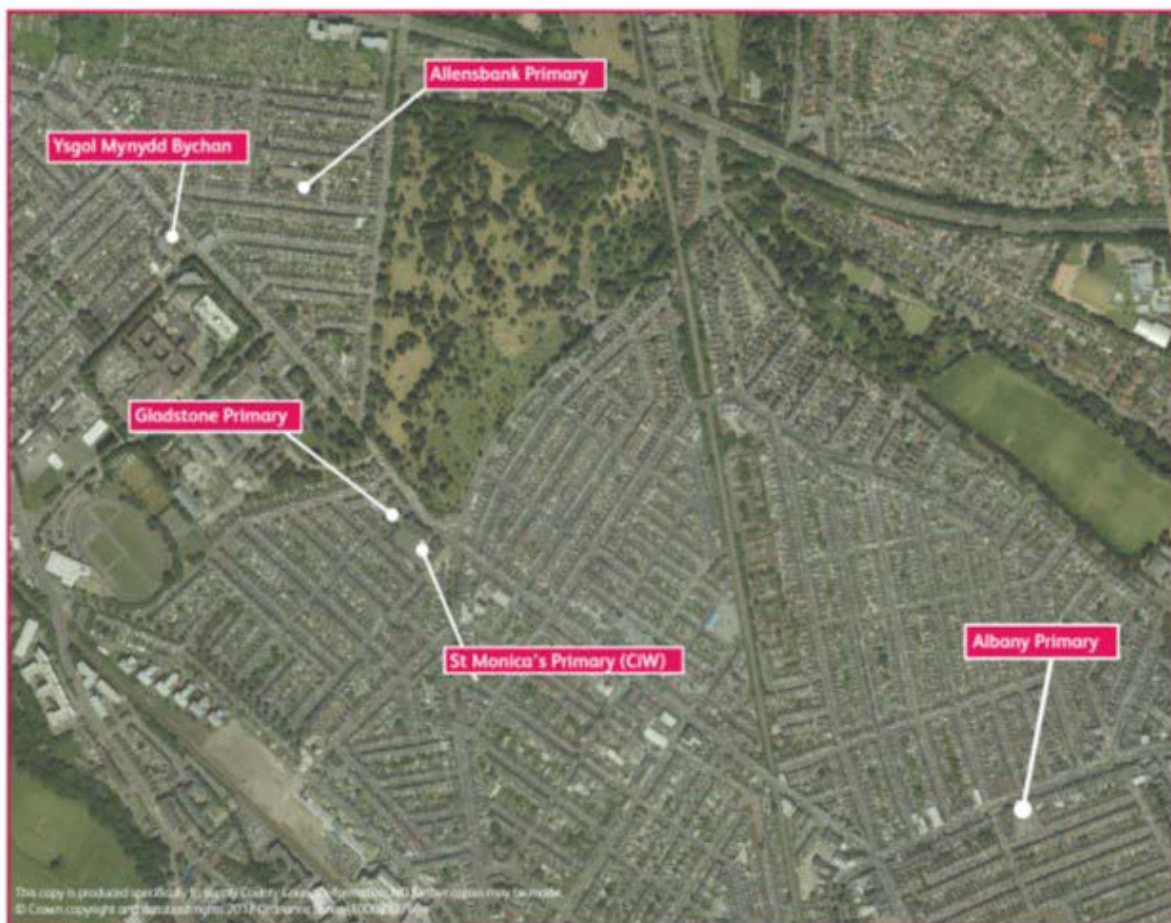 Allensbank Primary
Ysgol Mynydd Bychan
Gladstone Primary
Albany Primary
St Monica's Primary (CiW)
This copy is produced specifically to supply County Council information NO further copies may be made.
© Crown copyright and database rights 2017 Ordnance Survey